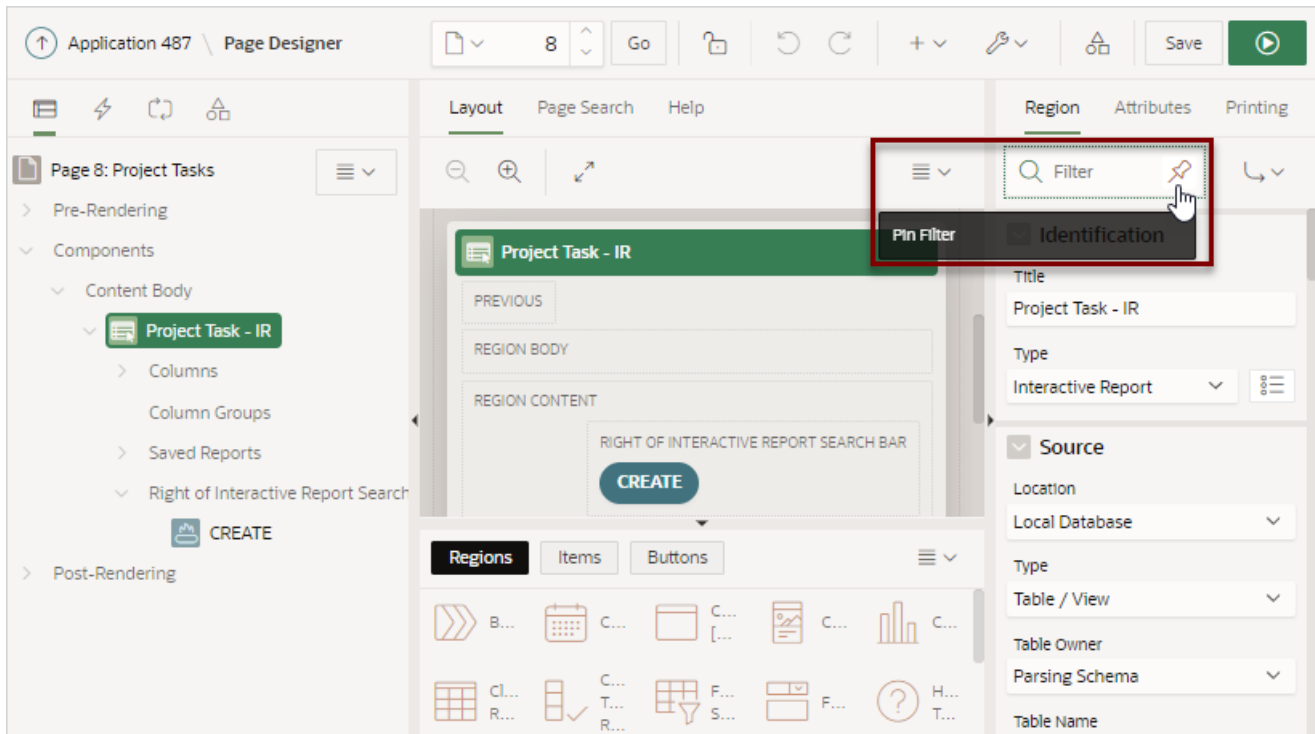 Application 487 \ Page Designer
8
Go
Save
Layout
Page Search
Help
Region
Attributes
Printing
Page 8: Project Tasks
Pre-Rendering
Components
Content Body
Project Task - IR
Columns
Column Groups
Saved Reports
Right of Interactive Report Search
CREATE
Post-Rendering
Project Task - IR
PREVIOUS
REGION BODY
REGION CONTENT
RIGHT OF INTERACTIVE REPORT SEARCH BAR
CREATE
Regions
Items
Buttons
B...
C...
C...
[...
C...
C...
Cl...
R...
C...
T...
R...
F...
S...
F...
H...
T...
Filter
Pin Filter
Identification
Title
Project Task - IR
Type
Interactive Report
Source
Location
Local Database
Type
Table / View
Table Owner
Parsing Schema
Table Name